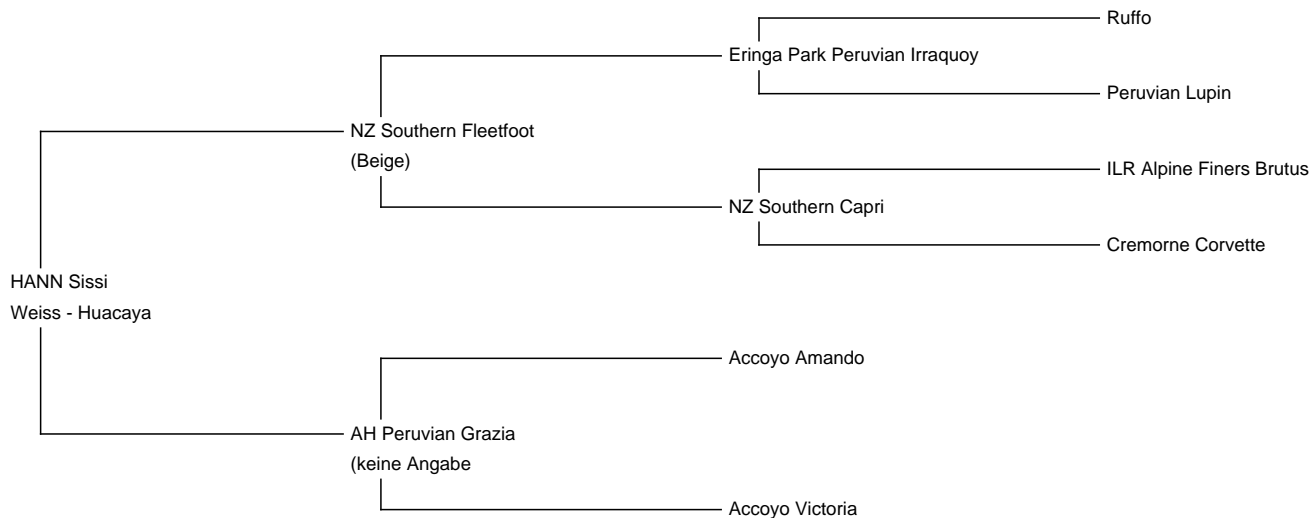 Ruffo
Eringa Park Peruvian Irraquoy
Peruvian Lupin
NZ Southern Fleetfoot
(Beige)
ILR Alpine Finers Brutus
NZ Southern Capri
Cremorne Corvette
HANN Sissi
Weiss - Huacaya
Accoyo Amando
AH Peruvian Grazia
(keine Angabe
Accoyo Victoria